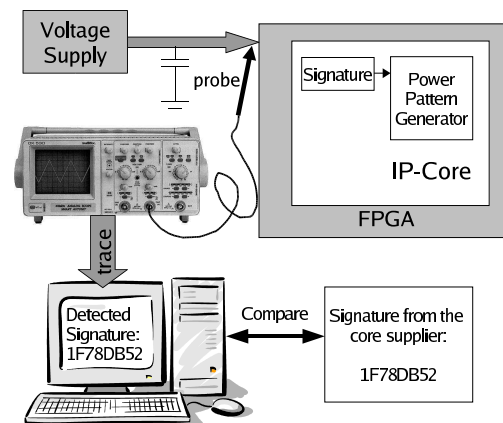 Voltage
Supply
probe
Signature
Power
Pattern
Generator
IP-Core
FPGA
trace
Detected
Signature:
1F78DB52
Compare
Signature from the
core supplier:
1F78DB52